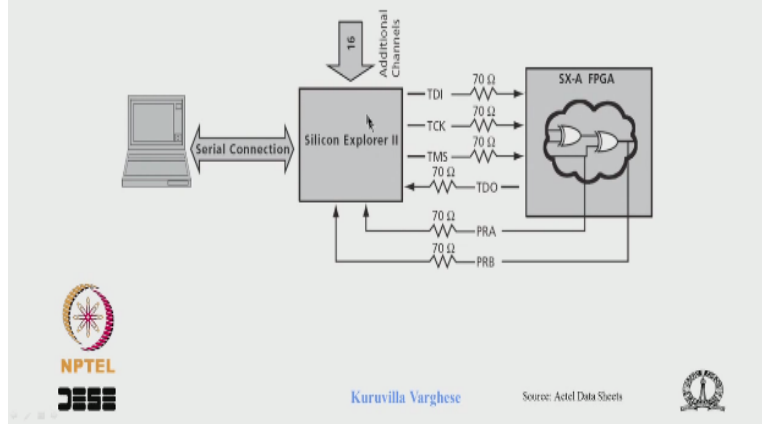 16
Additional
Channels
Serial Connection
Silicon Explorer II
TDI
70 Ω
TCK
70 Ω
TMS
70 Ω
TDO
70 Ω
PRA
70 Ω
PRB
70 Ω
SX-A FPGA
NPTEL
DESE
Kuruvilla Varghese
Source: Actel Data Sheets